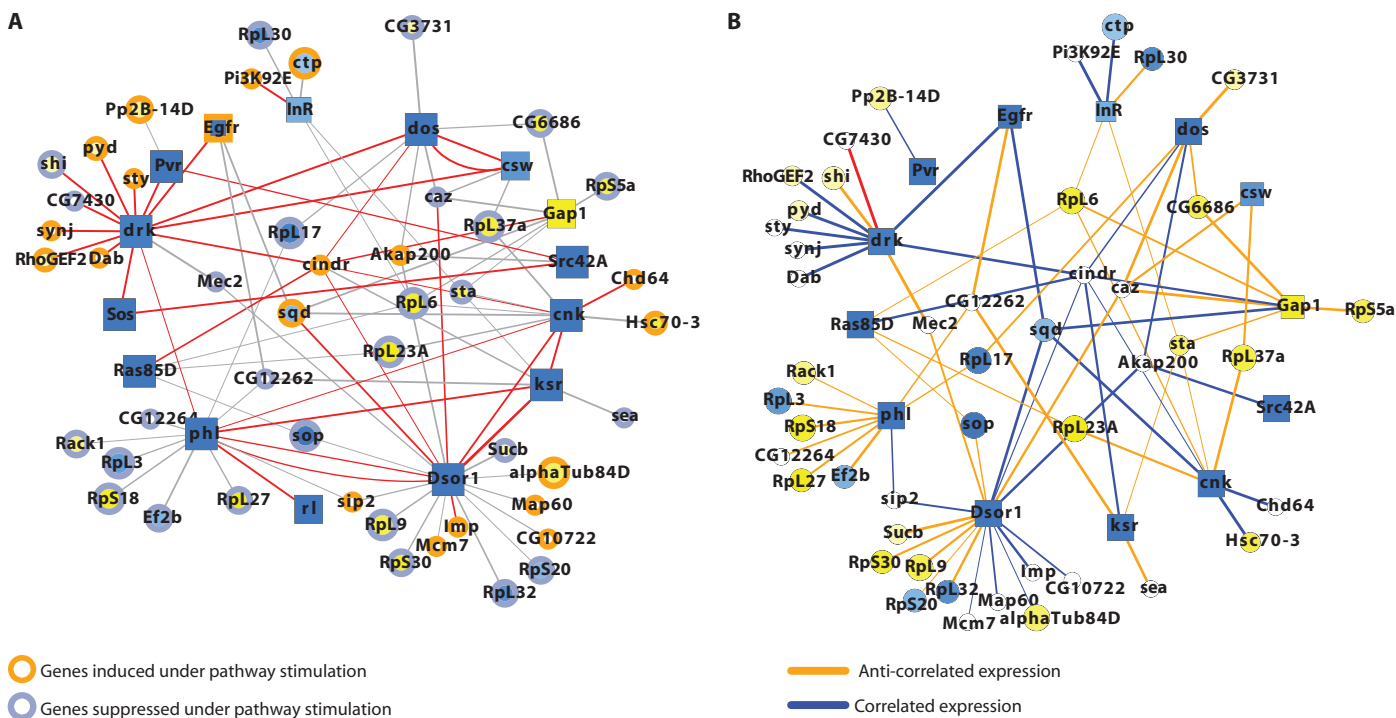 A
B
RpL30
CG3731
ctp
Pi3K92E
InR
Pp2B-14D
Egfr
dos
CG6686
pyd
shi
Pvr
csw
sty
CG7430
caz
RpS5a
Gap1
synj
drk
RpL17
RpL37a
RhoGEF2
Dab
cindr
Akap200
Src42A
Mec2
sta
Chd64
Sos
sqd
RpL6
cnk
Hsc70-3
RpL23A
Ras85D
CG12262
ksr
CG12264
phl
sop
sea
Rack1
RpL3
Sucb
Dsor1
alphaTub84D
RpS18
RpL27
sip2
Map60
Ef2b
rl
RpL9
Imp
Mcm7
CG10722
RpS30
RpS20
RpL32
ctp
Pi3K92E
RpL30
CG3731
Pp2B-14D
InR
Egfr
dos
CG7430
Pvr
RhoGEF2
shi
csw
RpL6
CG6686
pyd
sty
drk
synj
Dab
cindr
caz
CG12262
Gap1
RpS5a
Ras85D
Mec2
sqd
sta
RpL17
Akap200
RpL37a
Rack1
RpL3
phl
Src42A
RpS18
sop
RpL23A
CG12264
RpL27
Ef2b
sip2
cnk
Dsor1
Chd64
Sucb
ksr
Hsc70-3
RpS30
RpL9
Imp
RpL32
CG10722
sea
RpS20
Map60
Mcm7
alphaTub84D
Genes induced under pathway stimulation
Genes suppressed under pathway stimulation
Anti-correlated expression
Correlated expression